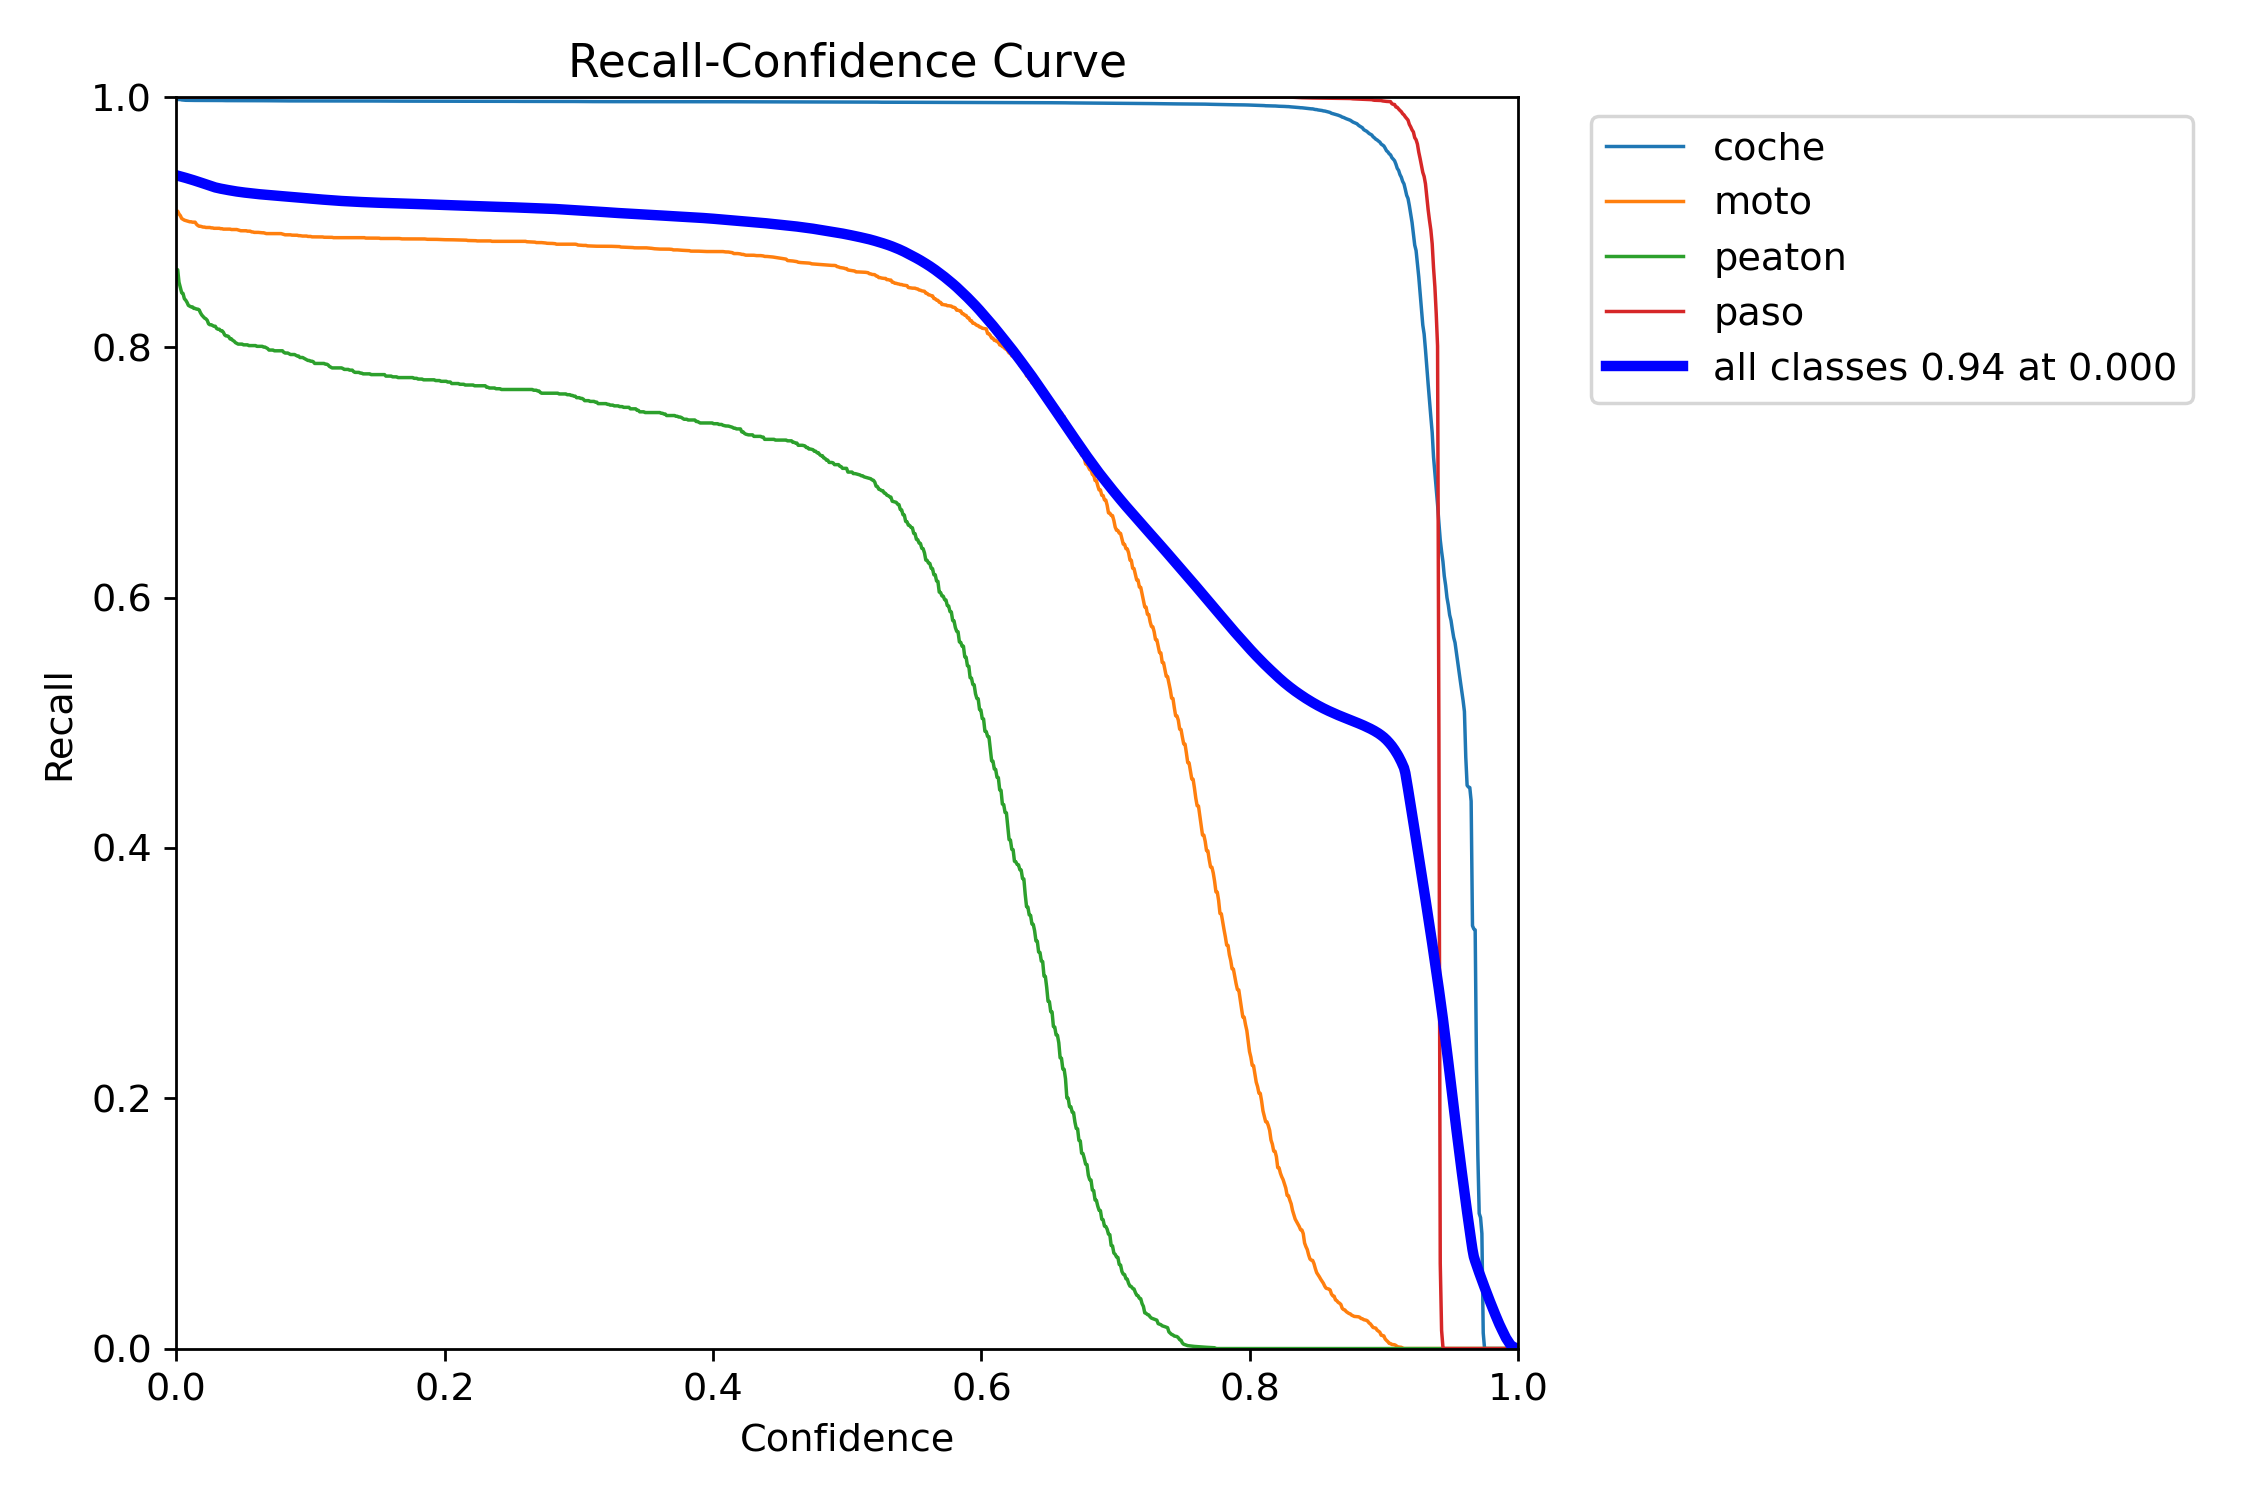 Recall-Confidence Curve
1.0
0.8
0.6
0.4
0.2
0.0
Recall
0.0 0.2 0.4 0.6 0.8 1.0
Confidence
coche
moto
peaton
paso
all classes 0.94 at 0.000